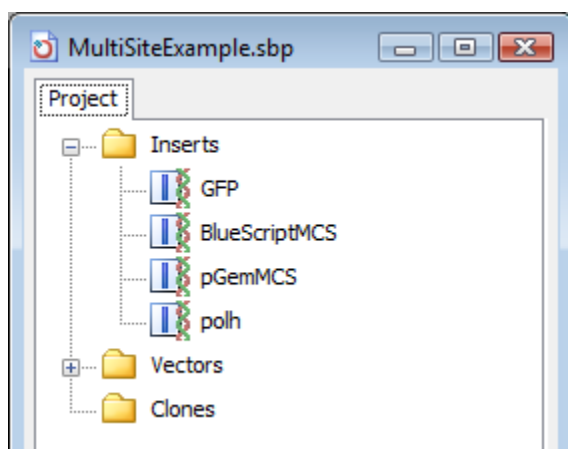 MultiSiteExample.sbp
Project
Inserts
GFP
BlueScriptMCS
pGemMCS
polh
Vectors
Clones